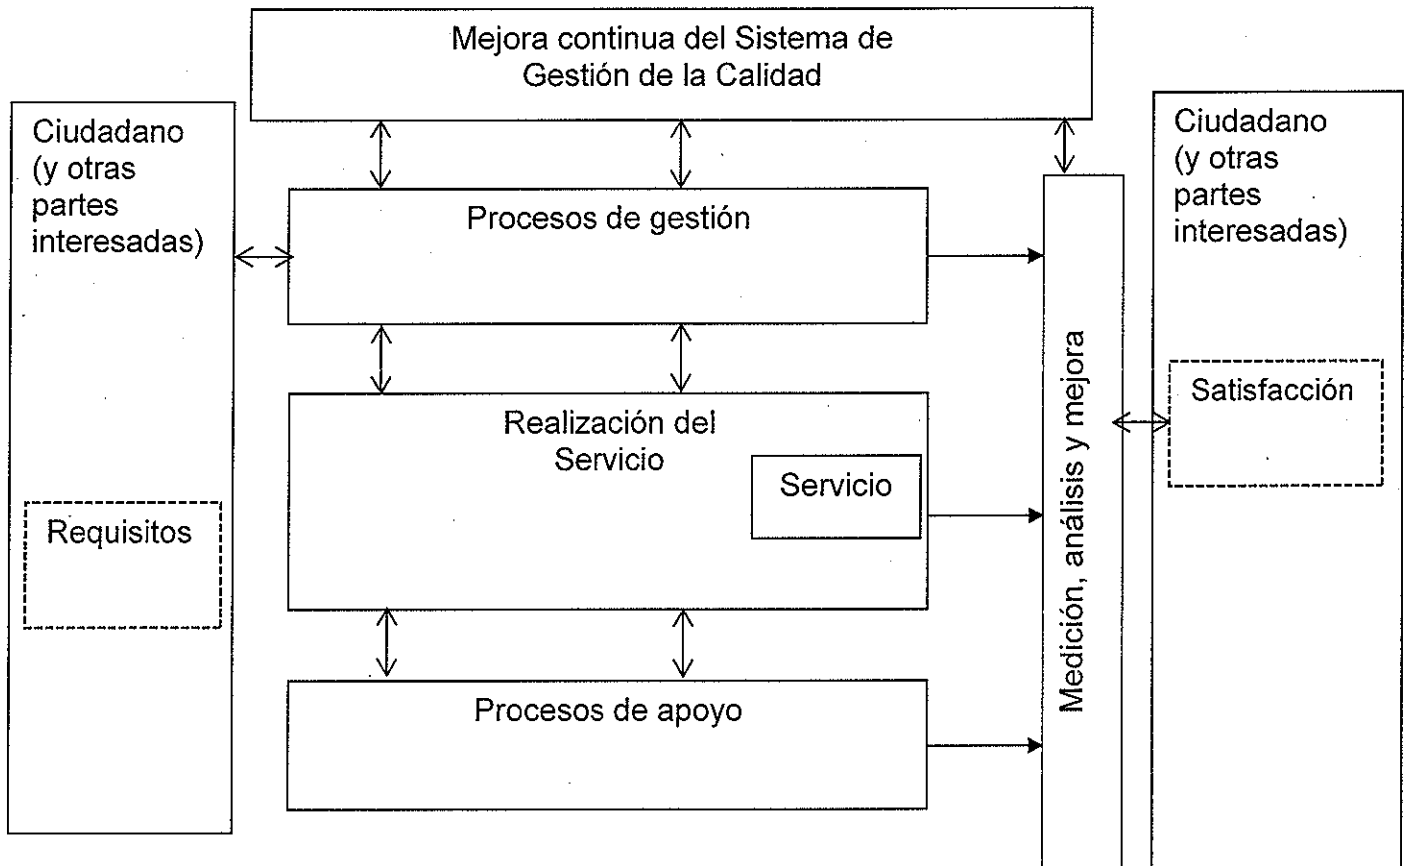 Mejora continua del Sistema de
Gestión de la Calidad
Ciudadano
(y otras
partes
interesadas)
Requisitos
Procesos de gestión
Realización del
Servicio
Servicio
Procesos de apoyo
Medición, análisis y mejora
Ciudadano
(y otras
partes
interesadas)
Satisfacción